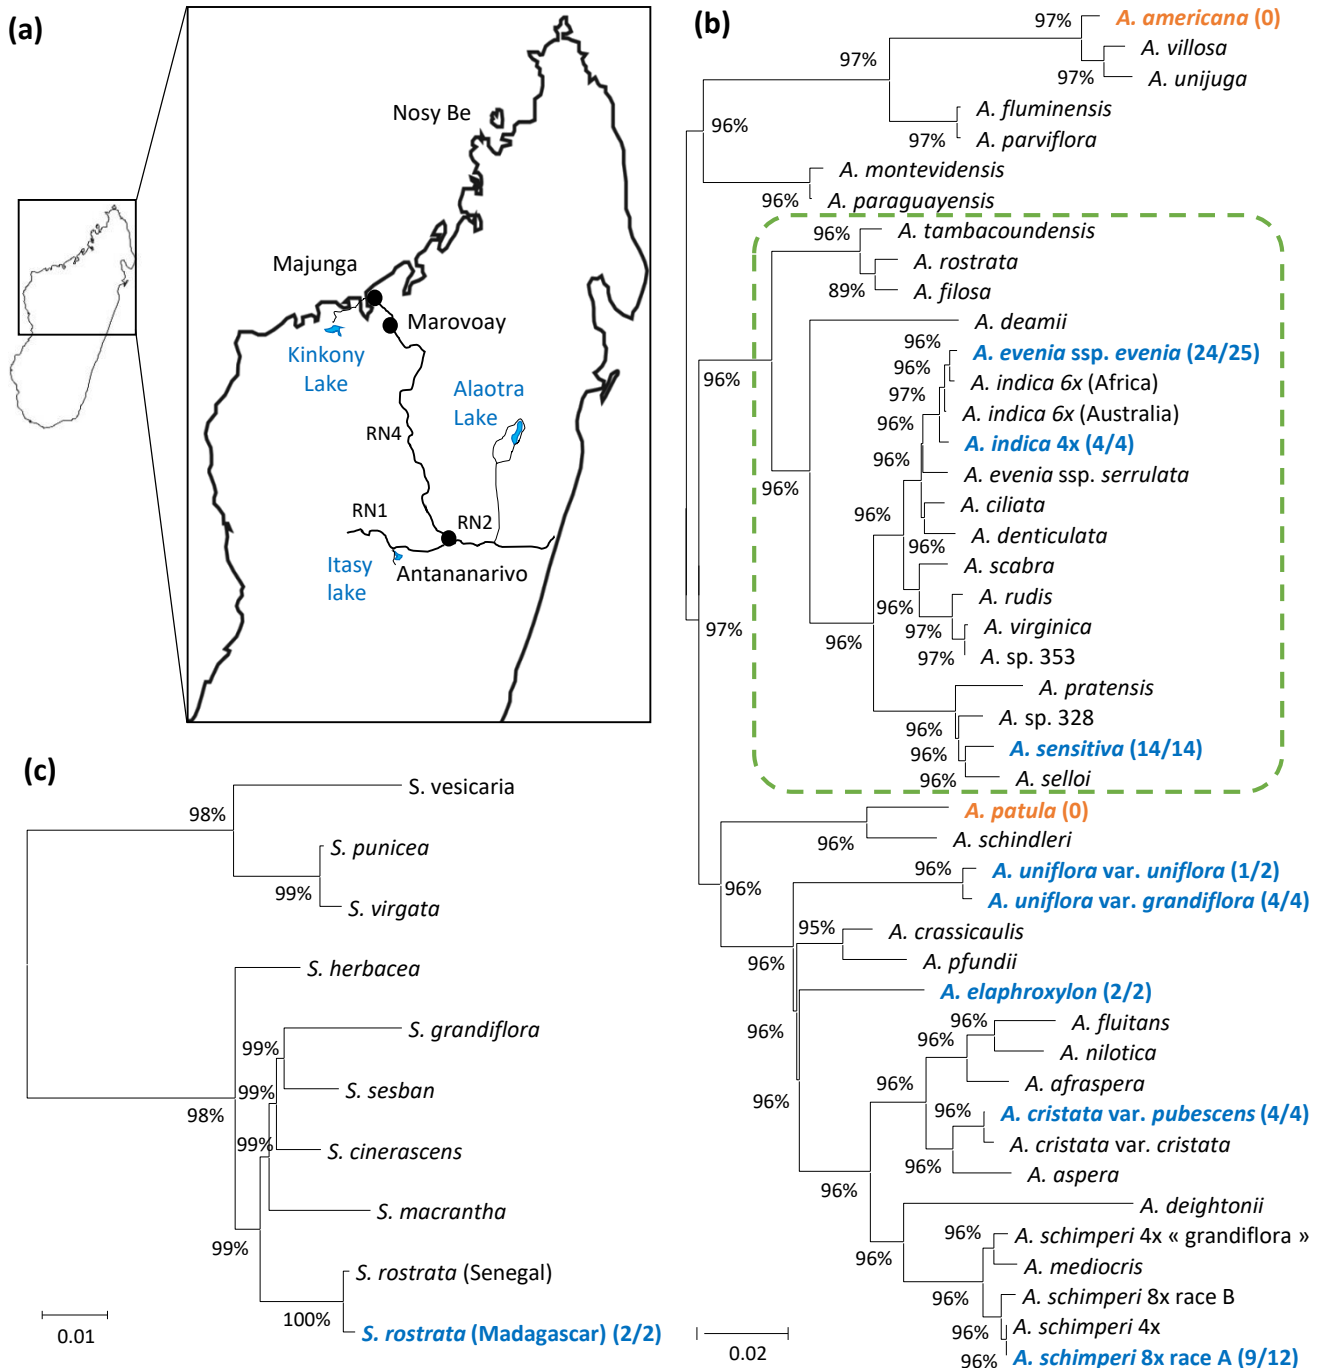 (a)
Nosy Be
Majunga
Marovoay
Kinkony
Lake
Alaotra
Lake
RN4
RN1
RN2
Itasy
lake
Antananarivo
(b)
97%
A. americana (0)
A. villosa
97%
97%
A. unijuga
A. fluminensis
96%
97%
A. parviflora
A. montevidensis
96%
A. paraguayensis
96%
A. tambacoundensis
A. rostrata
89%
A. filosa
A. deamii
96%
A. evenia ssp. evenia (24/25)
96%
96%
A. indica 6x (Africa)
97%
A. indica 6x (Australia)
96%
A. indica 4x (4/4)
96%
A. evenia ssp. serrulata
96%
A. ciliata
96%
A. denticulata
96%
A. scabra
96%
A. rudis
97%
A. virginica
97%
96%
97%
A. sp. 353
A. pratensis
A. sp. 328
96%
A. sensitiva (14/14)
96%
96%
A. selloi
A. patula (0)
96%
A. schindleri
96%
96%
A. uniflora var. uniflora (1/2)
A. uniflora var. grandiflora (4/4)
95%
A. crassicaulis
96%
A. pfundii
A. elaphroxylon (2/2)
96%
96%
A. fluitans
96%
A. nilotica
96%
A. afraspera
96%
96%
A. cristata var. pubescens (4/4)
A. cristata var. cristata
96%
A. aspera
96%
A. deightonii
96%
A. schimperi 4x « grandiflora »
96%
A. mediocris
96%
A. schimperi 8x race B
96%
A. schimperi 4x
96%
A. schimperi 8x race A (9/12)
0.02
(c)
S. vesicaria
98%
S. punicea
99%
S. virgata
S. herbacea
S. grandiflora
99%
S. sesban
99%
98%
99%
S. cinerascens
S. macrantha
99%
S. rostrata (Senegal)
100%
S. rostrata (Madagascar) (2/2)
0.01